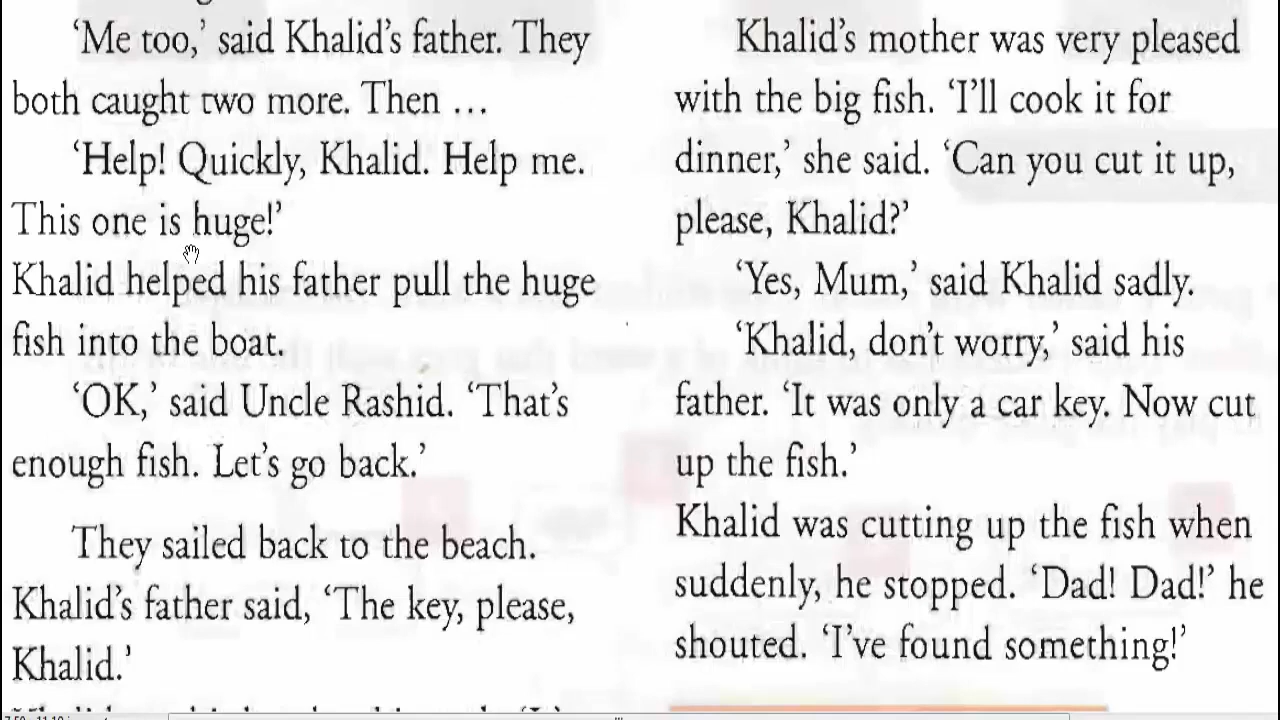 ‘Me too,’ said Khalid’s father. They
both caught two more. Then ...
‘Help! Quickly, Khalid. Help me.
This one is huge!’
Khalid helped his father pull the huge
fish into the boat.
‘OK,’ said Uncle Rashid. ‘That’s
enough fish. Let’s go back.’
They sailed back to the beach.
Khalid’s father said, ‘The key, please,
Khalid.’
Khalid’s mother was very pleased
with the big fish. ‘I’ll cook it for
dinner,’ she said. ‘Can you cut it up,
please, Khalid?’
‘Yes, Mum,’ said Khalid sadly.
‘Khalid, don’t worry,’ said his
father. ‘It was only a car key. Now cut
up the fish.’
Khalid was cutting up the fish when
suddenly, he stopped. ‘Dad! Dad!’ he
shouted. ‘I’ve found something!’